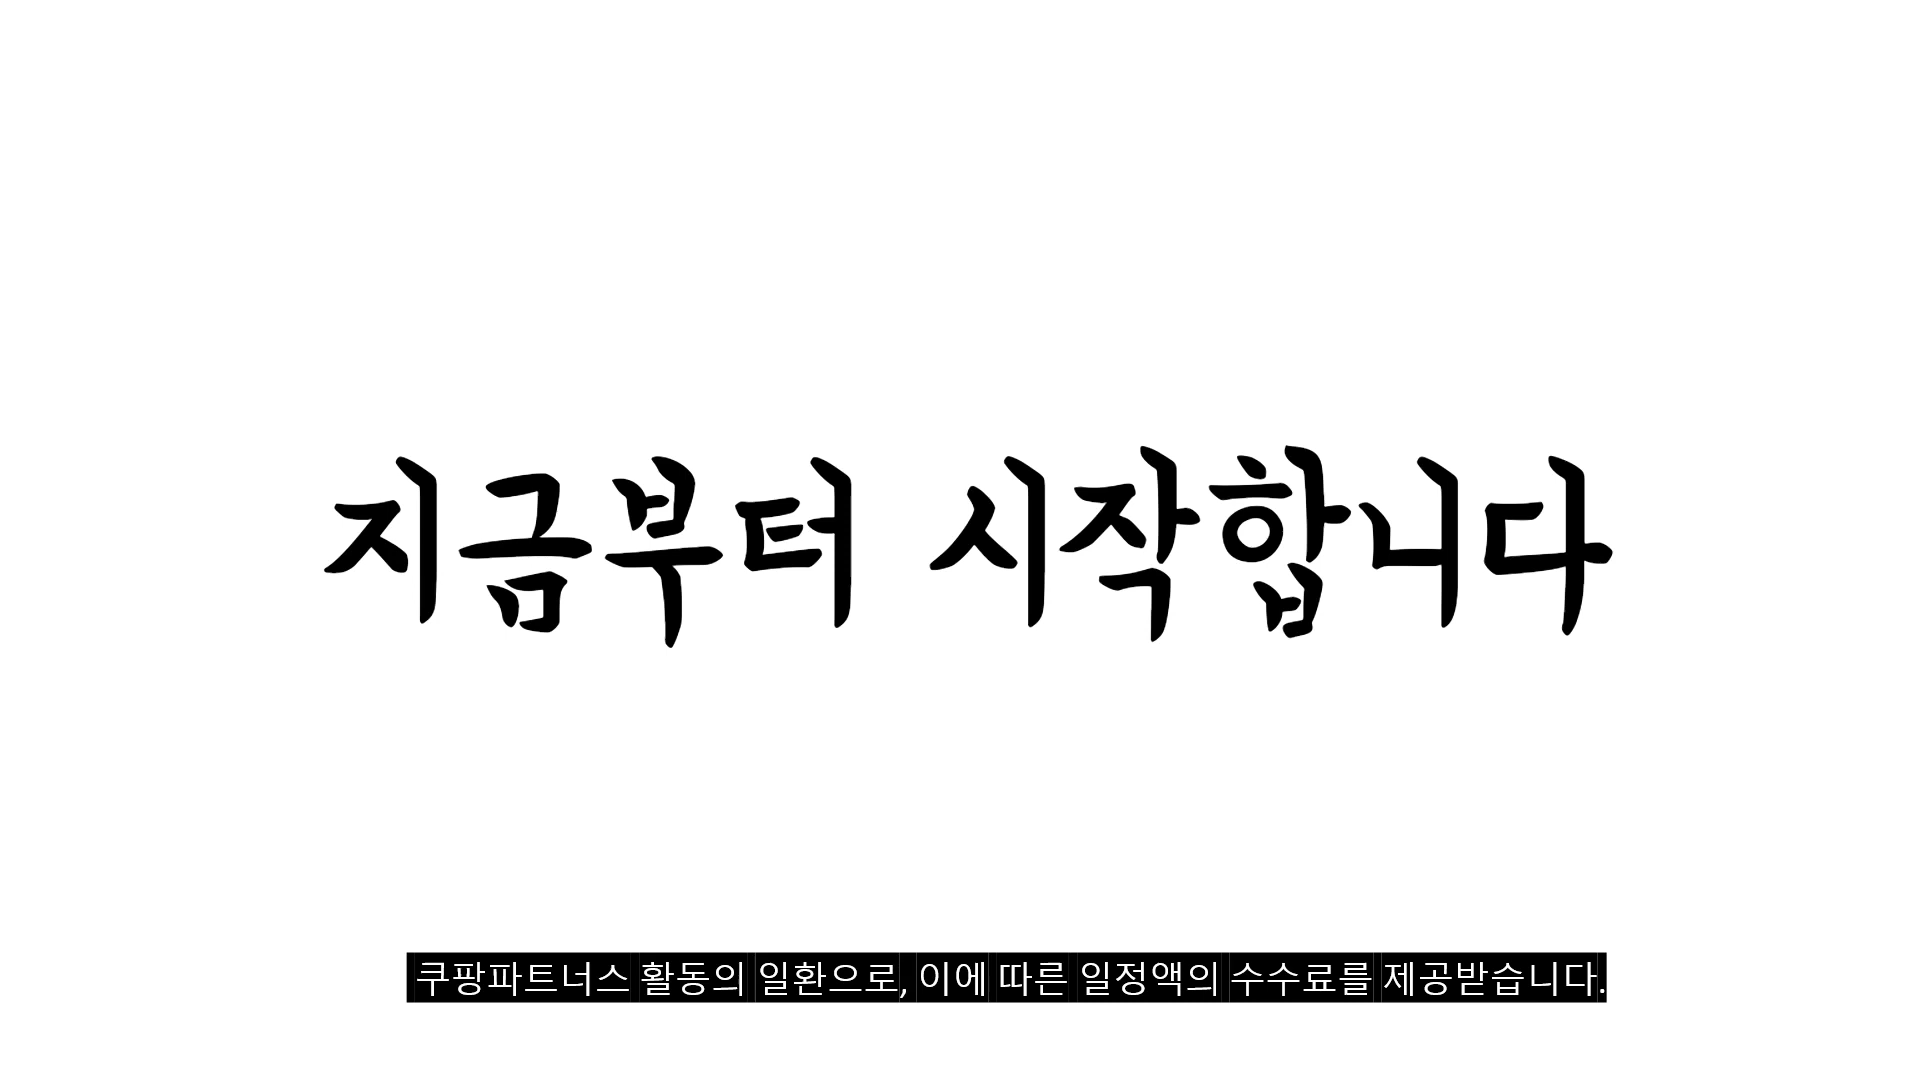 지금부터 시작합니다
쿠팡파트너스 활동의 일환으로, 이에 따른 일정액의 수수료를 제공받습니다.